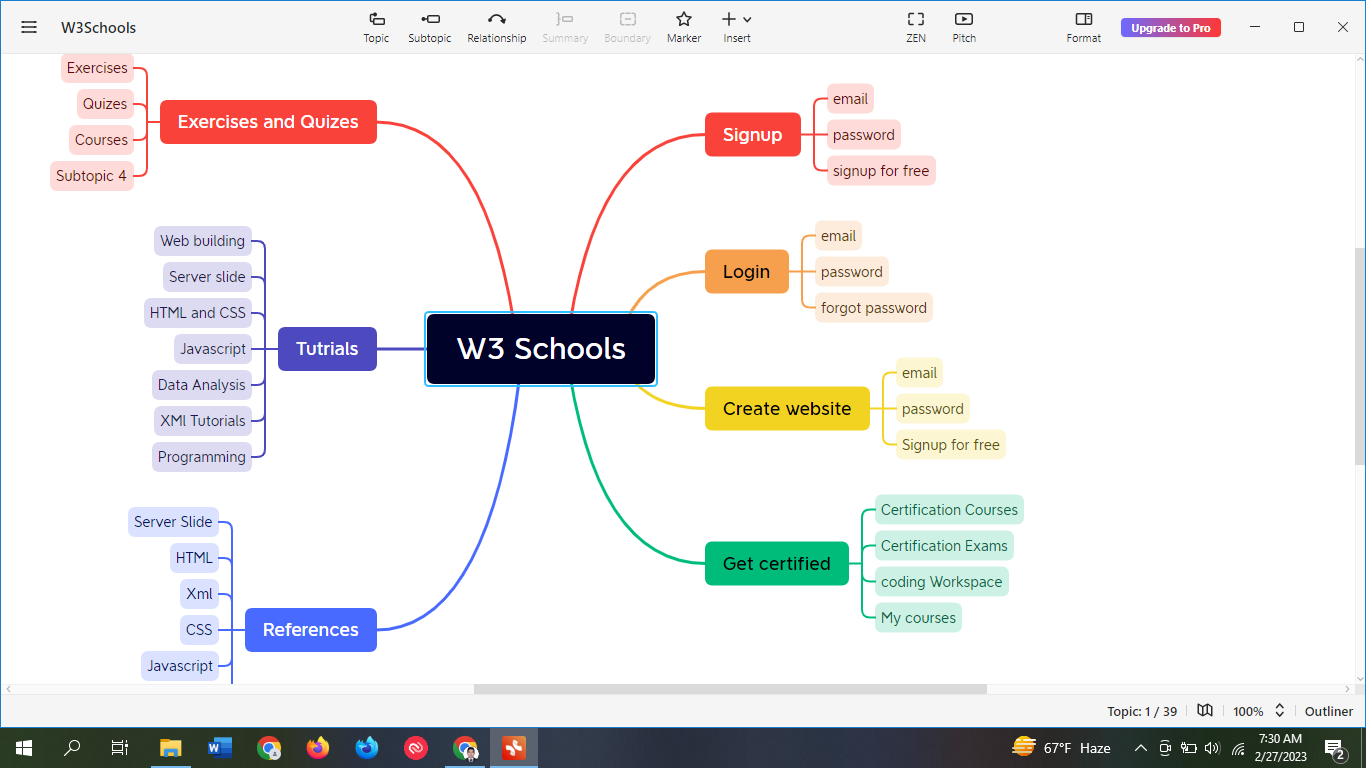 W3Schools
Topic
Subtopic
Relationship
Summary
Boundary
Marker
Insert
ZEN
Pitch
Format
Upgrade to Pro
Exercises
Quizes
Courses
Subtopic 4
Exercises and Quizes
Web building
Server slide
HTML and CSS
Javascript
Data Analysis
XMl Tutorials
Programming
Tutrials
Server Slide
HTML
Xml
CSS
Javascript
References
W3 Schools
Signup
email
password
signup for free
Login
email
password
forgot password
Create website
email
password
Signup for free
Get certified
Certification Courses
Certification Exams
coding Workspace
My courses
Topic: 1 / 39
100%
Outliner
67°F Haze
7:30 AM
2/27/2023
2